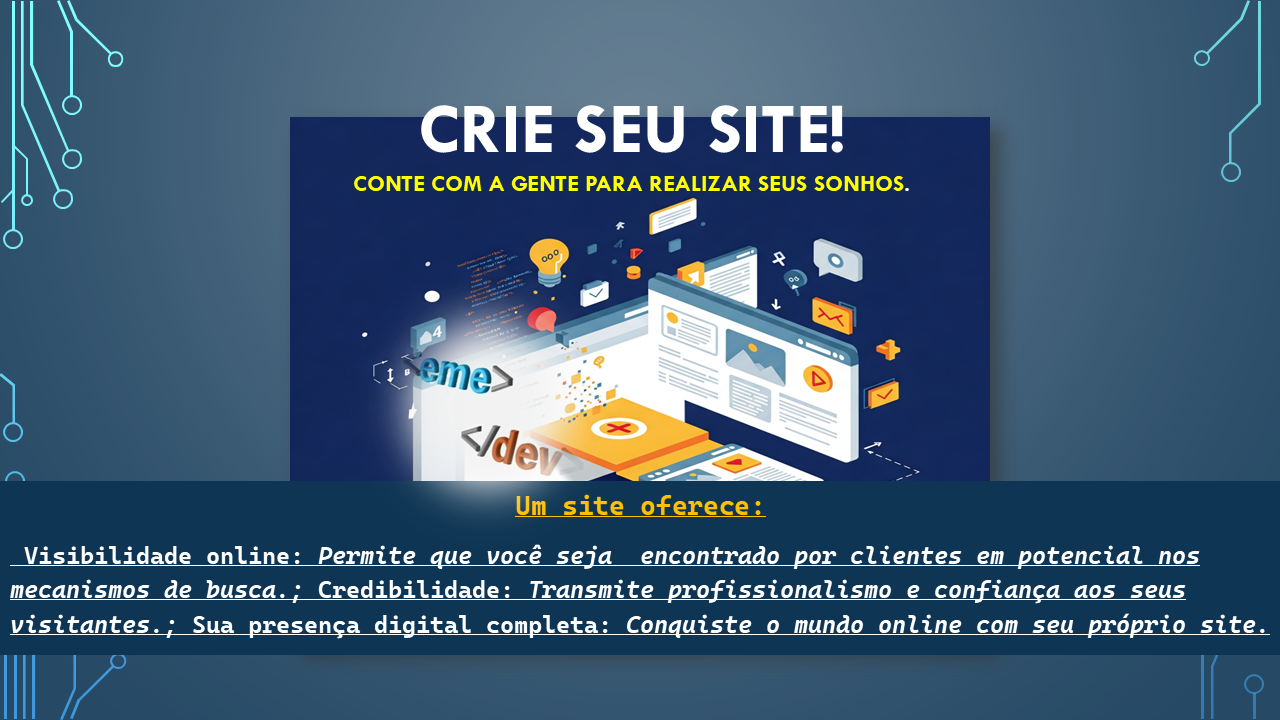 CRIE SEU SITE!
CONTE COM A GENTE PARA REALIZAR SEUS SONHOS.
4
<eme>
</dev>
Um site oferece:
Visibilidade online: Permite que você seja  encontrado por clientes em potencial nos
mecanismos de busca.; Credibilidade: Transmite profissionalismo e confiança aos seus
visitantes.; Sua presença digital completa: Conquiste o mundo online com seu próprio site.